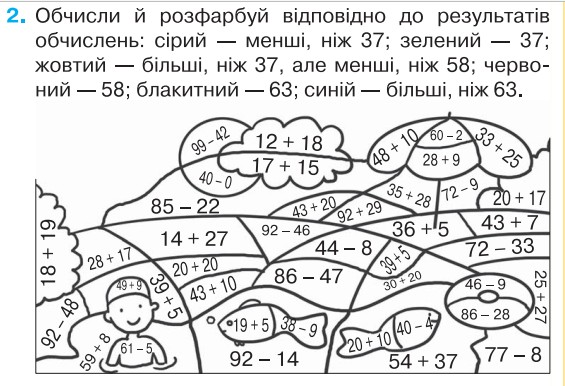 2. Обчисли й розфарбуй відповідно до результатів
обчислень: сірий — менші, ніж 37; зелений — 37;
жовтий — більші, ніж 37, але менші, ніж 58; черво-
ний — 58; блакитний — 63; синій — більші, ніж 63.
99 – 42
12 + 18
17 + 15
40 – 0
48 + 10
60 – 2
33 + 25
28 + 9
85 – 22
43 + 20
92 + 29
35 + 28
72 – 9
20 + 17
18 + 19
14 + 27
92 – 46
36 + 5
43 + 7
28 + 17
20 + 20
44 – 8
39 + 5
72 – 33
49 + 9
39 + 5
43 + 10
86 – 47
30 + 20
46 – 9
86 – 28
25 + 27
92 – 48
59 + 8
61 – 5
19 + 5
38 – 9
92 – 14
20 + 10
40 – 4
54 + 37
77 – 8